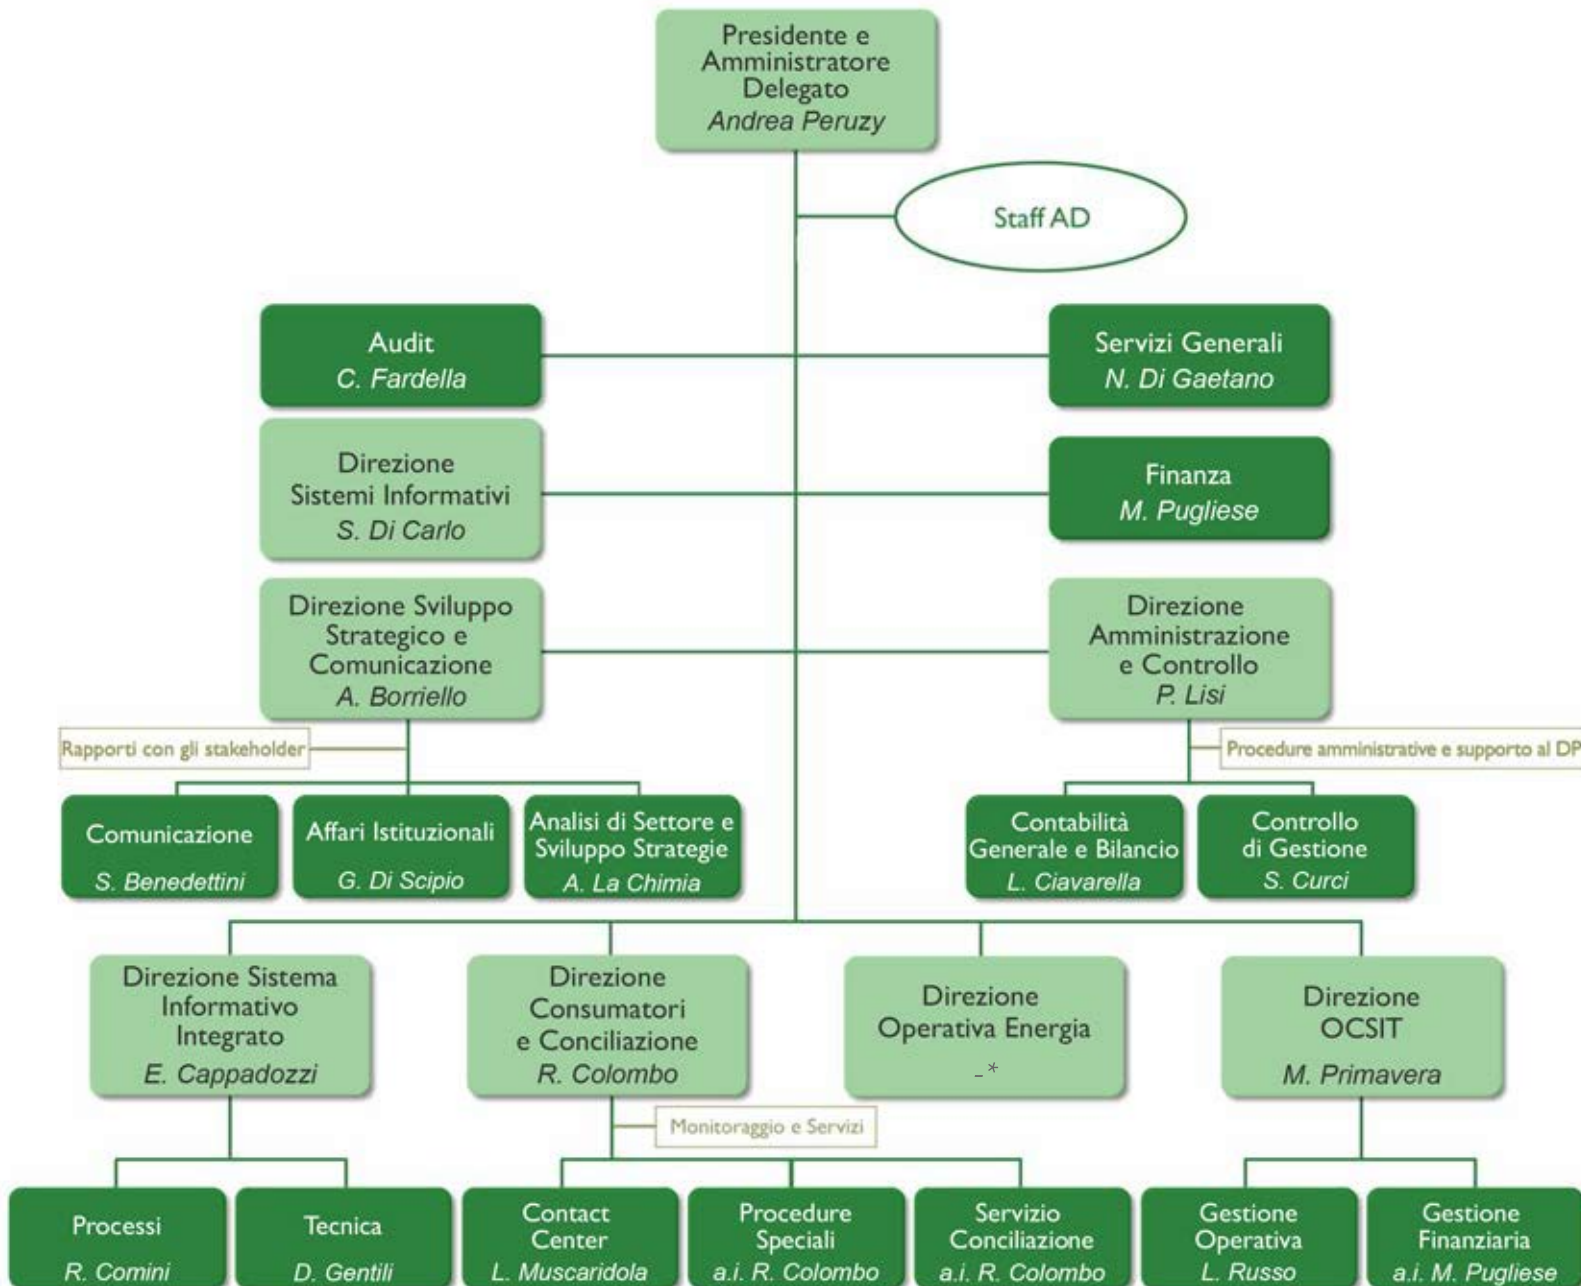 Presidente e
Amministratore
Delegato
Andrea Peruzy
Staff AD
Audit
C. Fardella
Servizi Generali
N. Di Gaetano
Direzione
Sistemi Informativi
S. Di Carlo
Finanza
M. Pugliese
Direzione Sviluppo
Strategico e
Comunicazione
A. Borriello
Direzione
Amministrazione
e Controllo
P. Lisi
Rapporti con gli stakeholder
Procedure amministrative e supporto al DP
Comunicazione
S. Benedettini
Affari Istituzionali
G. Di Scipio
Analisi di Settore e
Sviluppo Strategie
A. La Chimia
Contabilità
Generale e Bilancio
L. Ciavarella
Controllo
di Gestione
S. Curci
Direzione Sistema
Informativo
Integrato
E. Cappadozzi
Direzione
Consumatori
e Conciliazione
R. Colombo
Direzione
Operativa Energia
-*
Direzione
OCSIT
M. Primavera
Monitoraggio e Servizi
Processi
R. Comini
Tecnica
D. Gentili
Contact
Center
L. Muscaridola
Procedure
Speciali
a.i. R. Colombo
Servizio
Conciliazione
a.i. R. Colombo
Gestione
Operativa
L. Russo
Gestione
Finanziaria
a.i. M. Pugliese